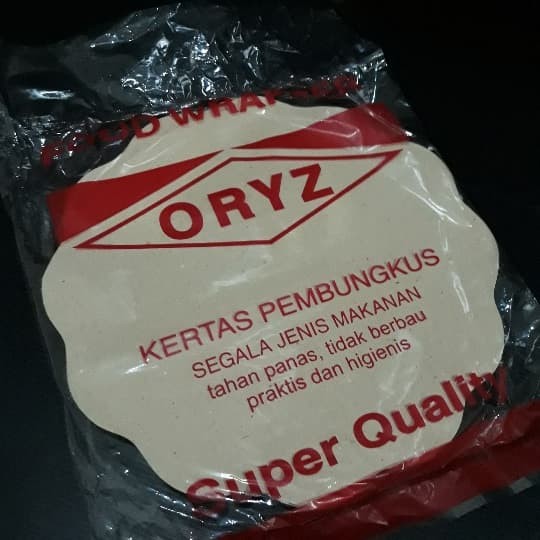 FOOD WRAPPER
ORYZ
KERTAS PEMBUNGKUS
SEGALA JENIS MAKANAN
tahan panas, tidak berbau
praktis dan higienis
Super Quality